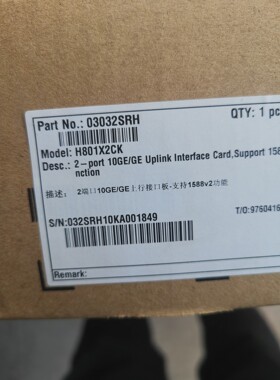 Part No.: 03032SRH
QTY: 1 pc
Model: H801X2CK
Desc.: 2-port 10GE/GE Uplink Interface Card,Support 158
nction
描述: 2端口10GE/GE上行接口板-支持1588v2功能
S/N:032SRH10KA001849
T/O:9760416
Remark: